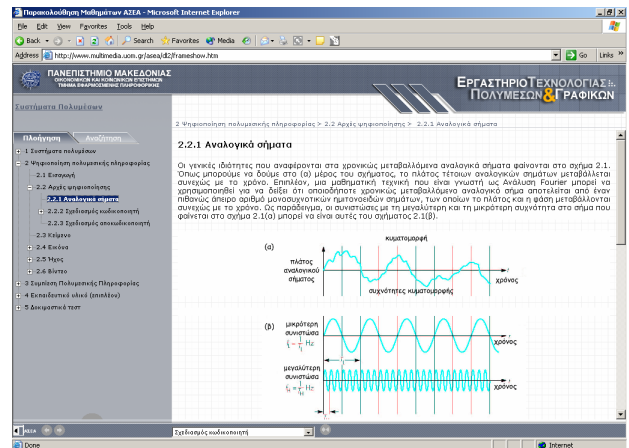 Παρακολούθηση Μαθημάτων ΑΣΕΑ - Microsoft Internet Explorer
File Edit View Favorites Tools Help
Back Search Favorites Media
Address http://www.multimedia.uom.gr/asea/dl2/frameshow.htm Go Links »
ΠΑΝΕΠΙΣΤΗΜΙΟ ΜΑΚΕΔΟΝΙΑΣ
ΟΙΚΟΝΟΜΙΚΩΝ ΚΑΙ ΚΟΙΝΩΝΙΚΩΝ ΕΠΙΣΤΗΜΩΝ
ΤΜΗΜΑ ΕΦΑΡΜΟΣΜΕΝΗΣ ΠΛΗΡΟΦΟΡΙΚΗΣ
ΕΡΓΑΣΤΗΡΙΟ ΤΕΧΝΟΛΟΓΙΑΣ
ΠΟΛΥΜΕΣΩΝ & ΓΡΑΦΙΚΩΝ
Συστήματα Πολυμέσων
2 Ψηφιοποίηση πολυμεσικής πληροφορίας > 2.2 Αρχές ψηφιοποίησης > 2.2.1 Αναλογικά σήματα
Πλοήγηση Αναζήτηση
1 Συστήματα πολυμέσων
2 Ψηφιοποίηση πολυμεσικής πληροφορίας
2.1 Εισαγωγή
2.2 Αρχές ψηφιοποίησης
2.2.1 Αναλογικά σήματα
2.2.2 Σχεδιασμός κωδικοποιητή
2.2.3 Σχεδιασμός αποκωδικοποιητή
2.3 Κείμενο
2.4 Εικόνα
2.5 Ήχος
2.6 Βίντεο
3 Συμπίεση Πολυμεσικής Πληροφορίας
4 Εκπαιδευτικό υλικό (επιπλέον)
5 Δοκιμαστικό τεστ
2.2.1 Αναλογικά σήματα
Οι γενικές ιδιότητες που αναφέρονται στα χρονικώς μεταβαλλόμενα αναλογικά σήματα φαίνονται στο σχήμα 2.1.
Όπως μπορούμε να δούμε στο (α) μέρος του σχήματος, το πλάτος τέτοιων αναλογικών σημάτων μεταβάλλεται
συνεχώς με το χρόνο. Επιπλέον, μια μαθηματική τεχνική που είναι γνωστή ως Ανάλυση Fourier μπορεί να
χρησιμοποιηθεί για να δείξει ότι οποιοδήποτε χρονικώς μεταβαλλόμενο αναλογικό σήμα αποτελείται από έναν
πιθανώς άπειρο αριθμό μονοσυχνοτικών ημιτονοειδών σημάτων, των οποίων το πλάτος και η φάση μεταβάλλονται
συνεχώς με το χρόνο. Ως παράδειγμα, οι συνιστώσες με τη μεγαλύτερη και τη μικρότερη συχνότητα στο σήμα που
φαίνεται στο σχήμα 2.1(α) μπορεί να είναι αυτές του σχήματος 2.1(β).
(α)
κυματομορφή
πλάτος
αναλογικού
σήματος
t
χρόνος
συχνότητες κυματομορφής
(β)
μικρότερη
συνιστώσα
t
χρόνος
μεγαλύτερη
συνιστώσα
t
χρόνος
ΑΣΕΑ
Σχεδιασμός κωδικοποιητή
Done Internet